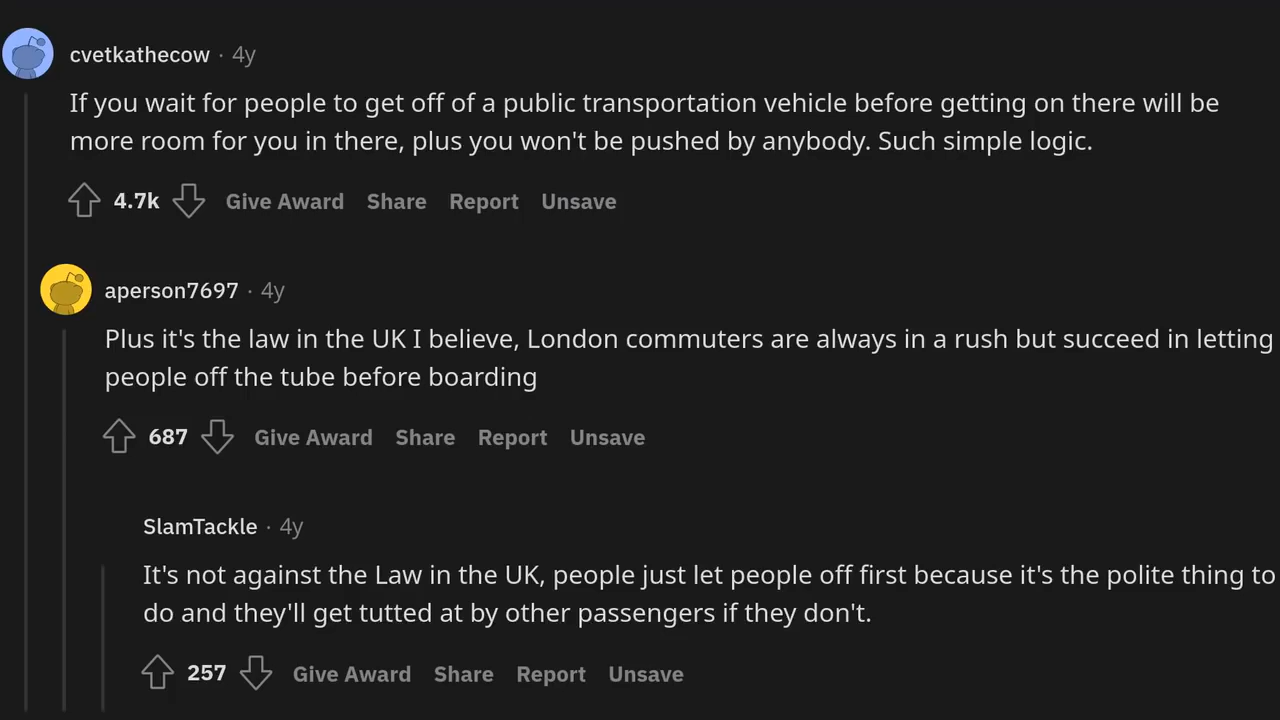 cvetkathecow · 4y
If you wait for people to get off of a public transportation vehicle before getting on there will be
more room for you in there, plus you won't be pushed by anybody. Such simple logic.
4.7k Give Award Share Report Unsave
aperson7697 · 4y
Plus it's the law in the UK I believe, London commuters are always in a rush but succeed in letting
people off the tube before boarding
687 Give Award Share Report Unsave
SlamTackle · 4y
It's not against the Law in the UK, people just let people off first because it's the polite thing to
do and they'll get tutted at by other passengers if they don't.
257 Give Award Share Report Unsave